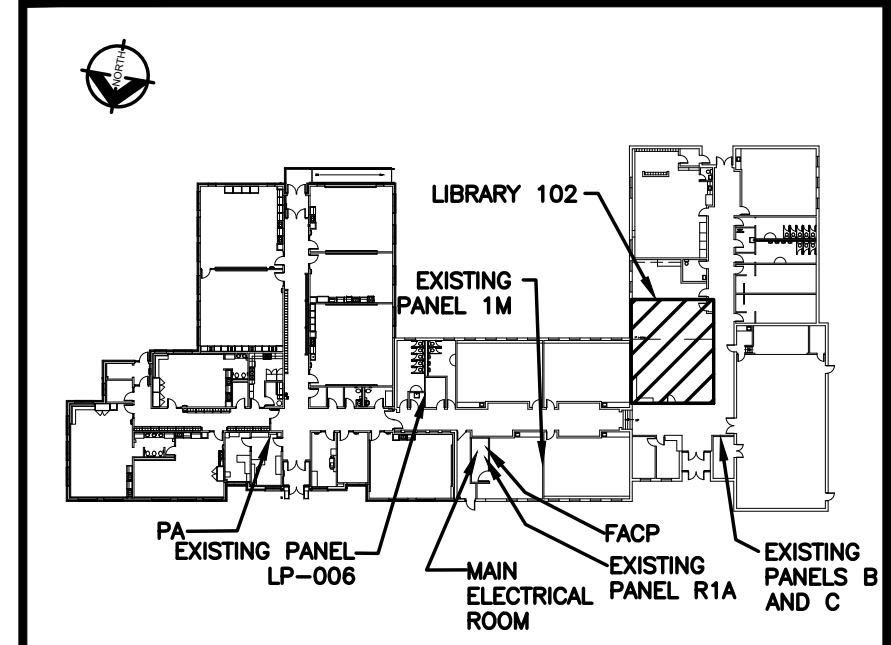 NORTH
LIBRARY 102
EXISTING
PANEL 1M
PA
EXISTING PANEL
LP-006
MAIN
ELECTRICAL
ROOM
FACP
EXISTING
PANEL R1A
EXISTING
PANELS B
AND C